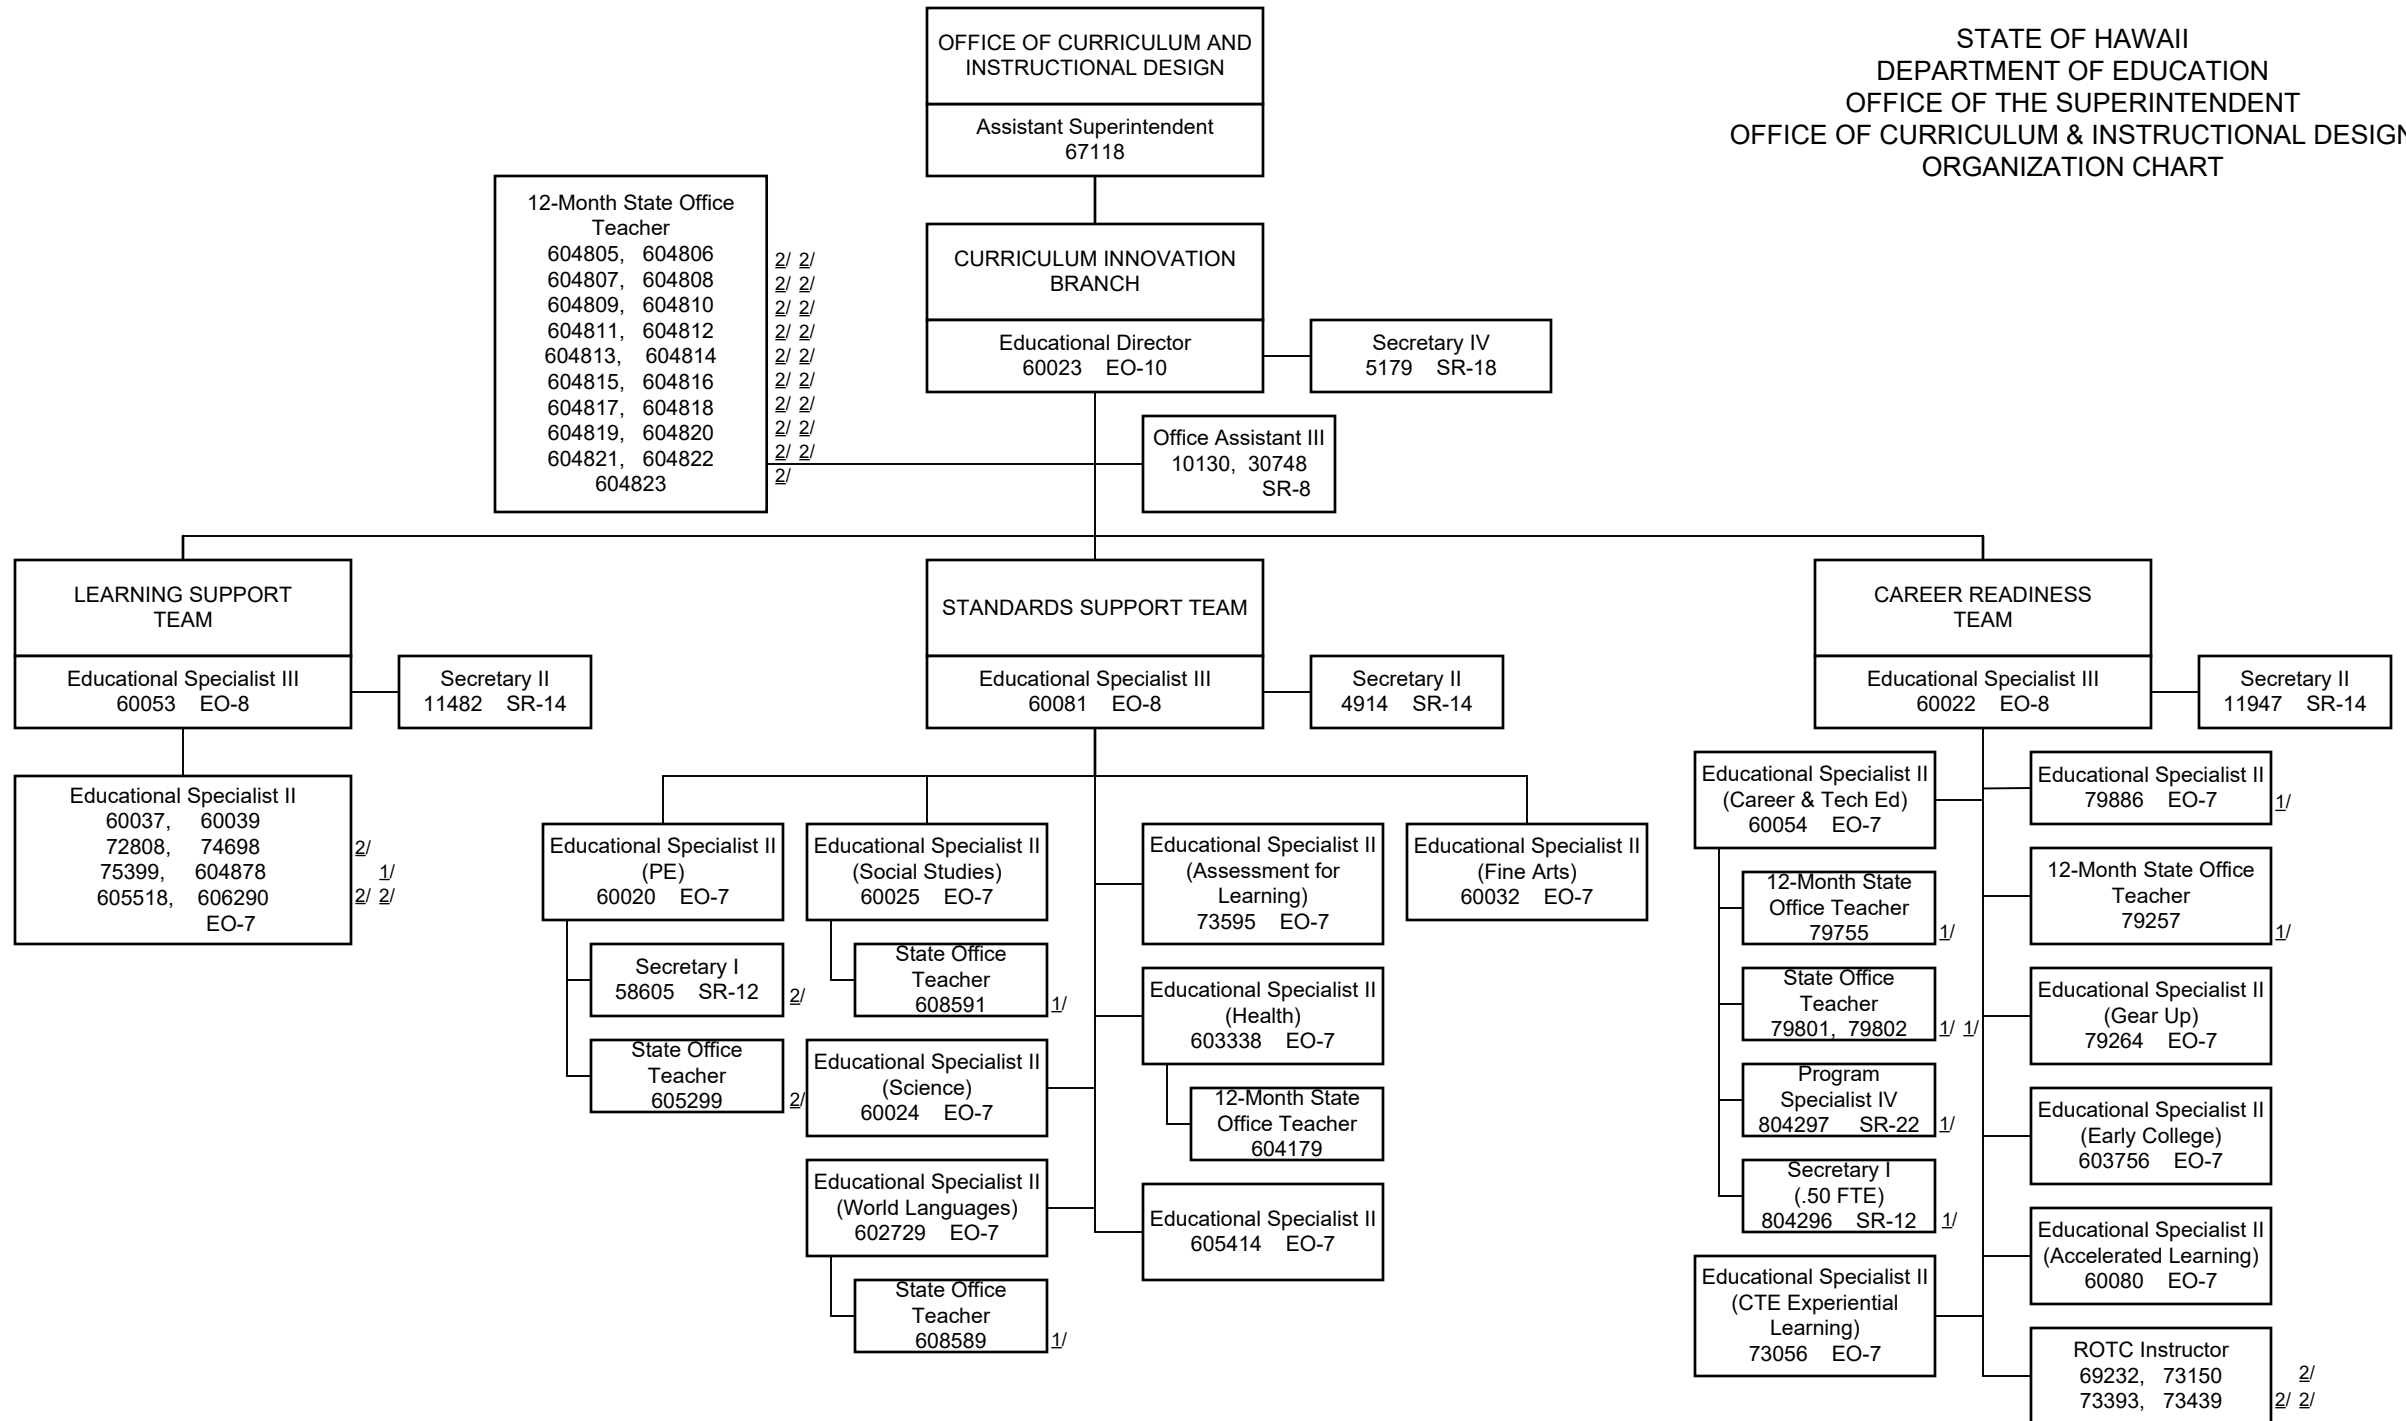 STATE OF HAWAII
DEPARTMENT OF EDUCATION
OFFICE OF THE SUPERINTENDENT
OFFICE OF CURRICULUM & INSTRUCTIONAL DESIGN
ORGANIZATION CHART
OFFICE OF CURRICULUM AND
INSTRUCTIONAL DESIGN
Assistant Superintendent
67118
12-Month State Office
Teacher
604805, 604806 2/ 2/
604807, 604808 2/ 2/
604809, 604810 2/ 2/
604811, 604812 2/ 2/
604813, 604814 2/ 2/
604815, 604816 2/ 2/
604817, 604818 2/ 2/
604819, 604820 2/ 2/
604821, 604822 2/ 2/
604823 2/
CURRICULUM INNOVATION
BRANCH
Educational Director
60023 EO-10
Secretary IV
5179 SR-18
Office Assistant III
10130, 30748
SR-8
LEARNING SUPPORT
TEAM
Educational Specialist III
60053 EO-8
Secretary II
11482 SR-14
Educational Specialist II
60037, 60039
72808, 74698 2/
75399, 604878 1/
605518, 606290 2/ 2/
EO-7
STANDARDS SUPPORT TEAM
Educational Specialist III
60081 EO-8
Secretary II
4914 SR-14
Educational Specialist II
(PE)
60020 EO-7
Secretary I
58605 SR-12 2/
State Office
Teacher
605299 2/
Educational Specialist II
(Social Studies)
60025 EO-7
State Office
Teacher
608591 1/
Educational Specialist II
(Science)
60024 EO-7
Educational Specialist II
(World Languages)
602729 EO-7
State Office
Teacher
608589 1/
Educational Specialist II
(Assessment for
Learning)
73595 EO-7
Educational Specialist II
(Health)
603338 EO-7
12-Month State
Office Teacher
604179
Educational Specialist II
605414 EO-7
Educational Specialist II
(Fine Arts)
60032 EO-7
CAREER READINESS
TEAM
Educational Specialist III
60022 EO-8
Secretary II
11947 SR-14
Educational Specialist II
(Career & Tech Ed)
60054 EO-7
12-Month State
Office Teacher
79755 1/
State Office
Teacher
79801, 79802 1/ 1/
Program
Specialist IV
804297 SR-22 1/
Secretary I
(.50 FTE)
804296 SR-12 1/
Educational Specialist II
(CTE Experiential
Learning)
73056 EO-7
Educational Specialist II
79886 EO-7 1/
12-Month State Office
Teacher
79257 1/
Educational Specialist II
(Gear Up)
79264 EO-7
Educational Specialist II
(Early College)
603756 EO-7
Educational Specialist II
(Accelerated Learning)
60080 EO-7
ROTC Instructor
69232, 73150 2/
73393, 73439 2/ 2/